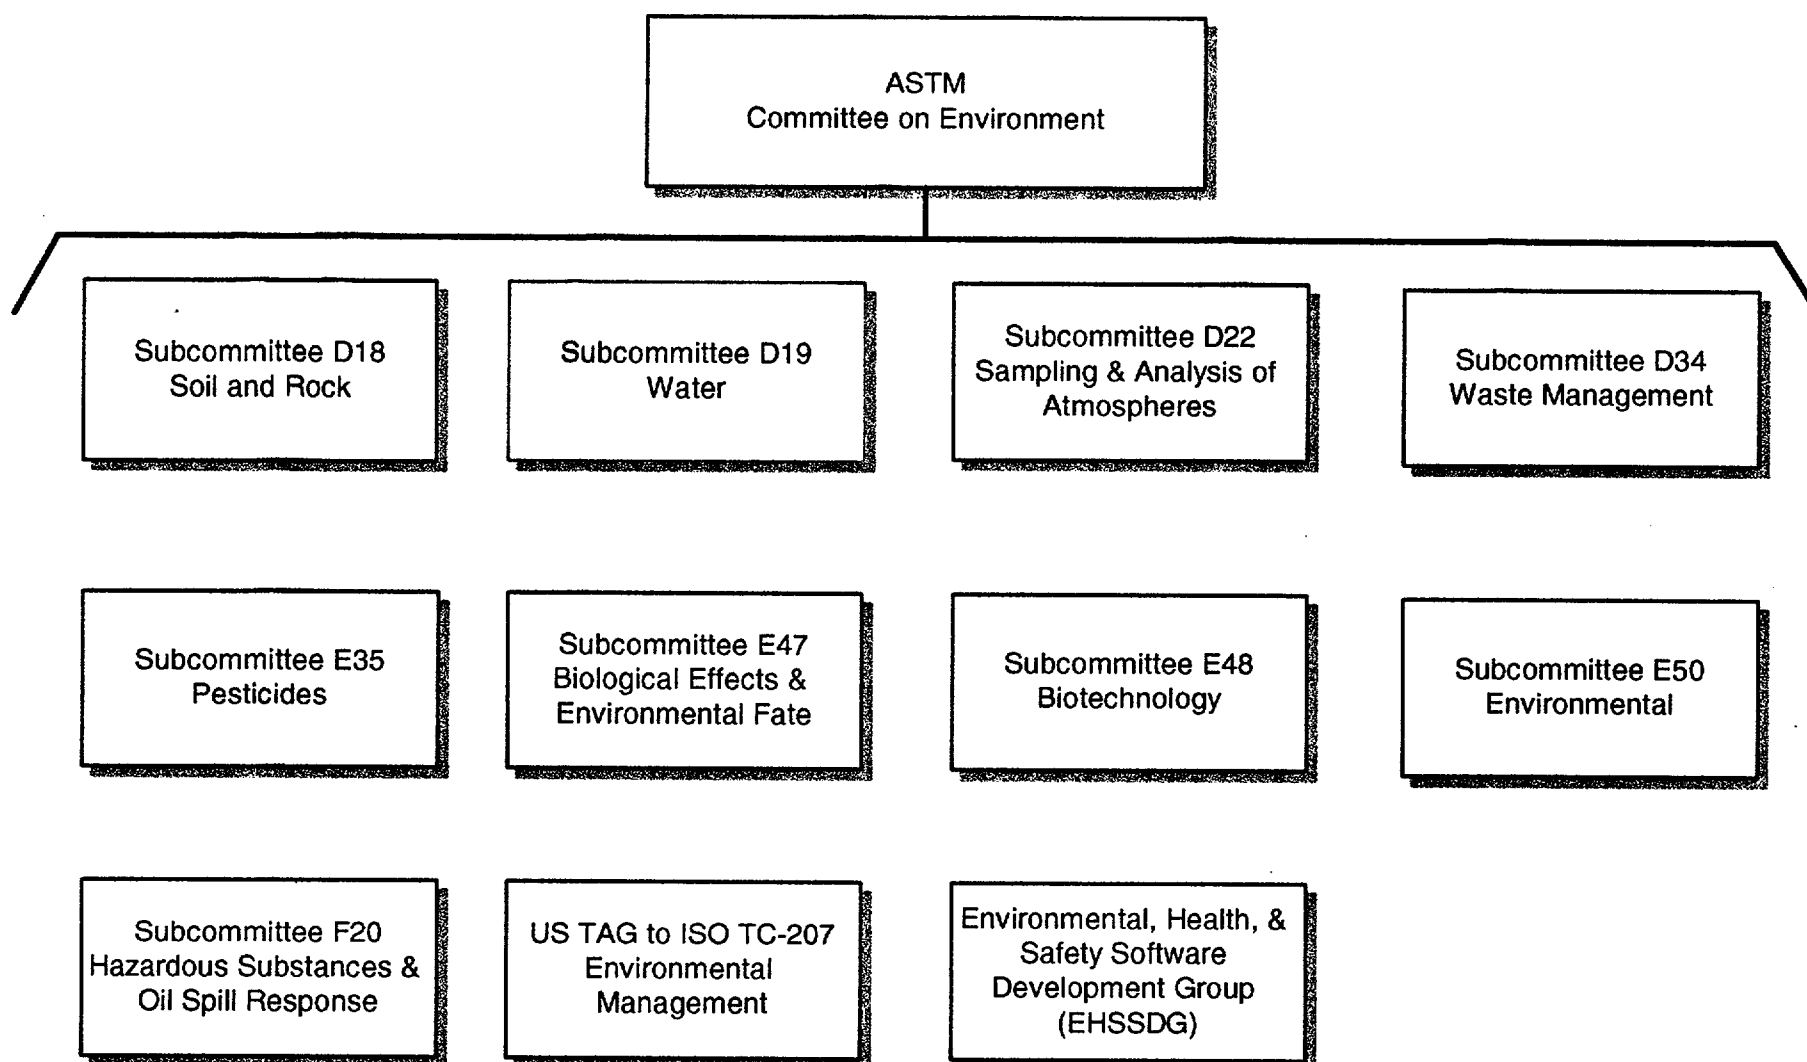 ASTM
Committee on Environment
Subcommittee D18
Soil and Rock
Subcommittee D19
Water
Subcommittee D22
Sampling & Analysis of
Atmospheres
Subcommittee D34
Waste Management
Subcommittee E35
Pesticides
Subcommittee E47
Biological Effects &
Environmental Fate
Subcommittee E48
Biotechnology
Subcommittee E50
Environmental
Subcommittee F20
Hazardous Substances &
Oil Spill Response
US TAG to ISO TC-207
Environmental
Management
Environmental, Health, &
Safety Software
Development Group
(EHSSDG)